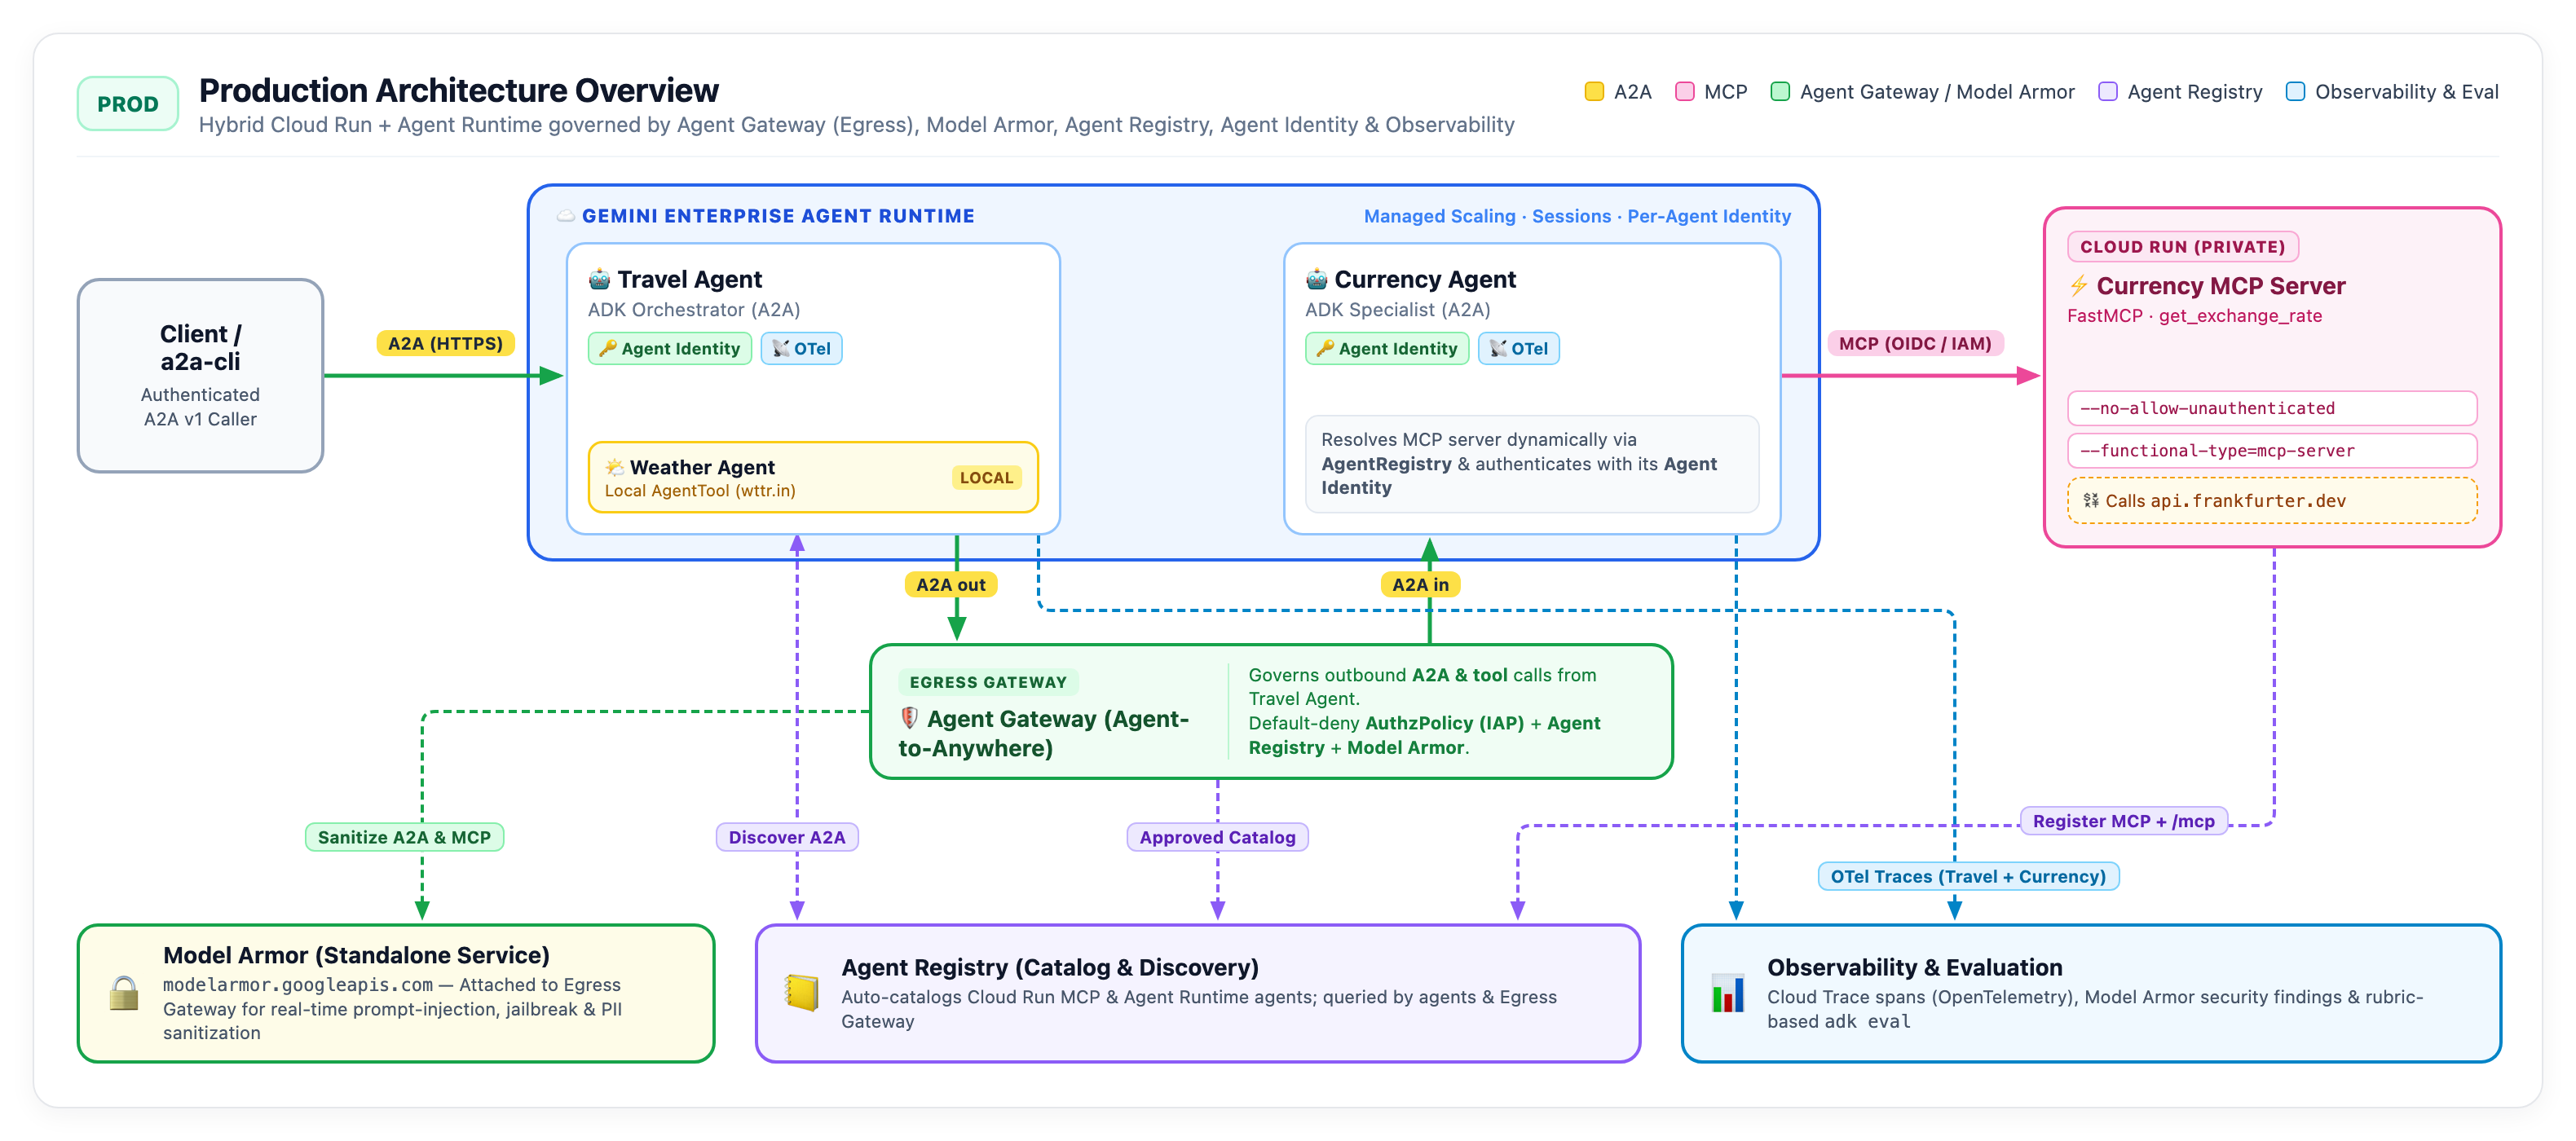 PROD
Production Architecture Overview
Hybrid Cloud Run + Agent Runtime governed by Agent Gateway (Egress), Model Armor, Agent Registry, Agent Identity & Observability
A2A
MCP
Agent Gateway / Model Armor
Agent Registry
Observability & Eval
GEMINI ENTERPRISE AGENT RUNTIME
Managed Scaling · Sessions · Per-Agent Identity
Client /
a2a-cli
Authenticated
A2A v1 Caller
A2A (HTTPS)
Travel Agent
ADK Orchestrator (A2A)
Agent Identity
OTel
Weather Agent
Local AgentTool (wttr.in)
LOCAL
Currency Agent
ADK Specialist (A2A)
Agent Identity
OTel
Resolves MCP server dynamically via
AgentRegistry & authenticates with its Agent
Identity
MCP (OIDC / IAM)
CLOUD RUN (PRIVATE)
Currency MCP Server
FastMCP · get_exchange_rate
--no-allow-unauthenticated
--functional-type=mcp-server
Calls api.frankfurter.dev
A2A out
A2A in
EGRESS GATEWAY
Agent Gateway (Agent-
to-Anywhere)
Governs outbound A2A & tool calls from
Travel Agent.
Default-deny AuthzPolicy (IAP) + Agent
Registry + Model Armor.
Sanitize A2A & MCP
Discover A2A
Approved Catalog
Register MCP + /mcp
OTel Traces (Travel + Currency)
Model Armor (Standalone Service)
modelarmor.googleapis.com — Attached to Egress
Gateway for real-time prompt-injection, jailbreak & PII
sanitization
Agent Registry (Catalog & Discovery)
Auto-catalogs Cloud Run MCP & Agent Runtime agents; queried by agents & Egress
Gateway
Observability & Evaluation
Cloud Trace spans (OpenTelemetry), Model Armor security findings & rubric-
based adk eval